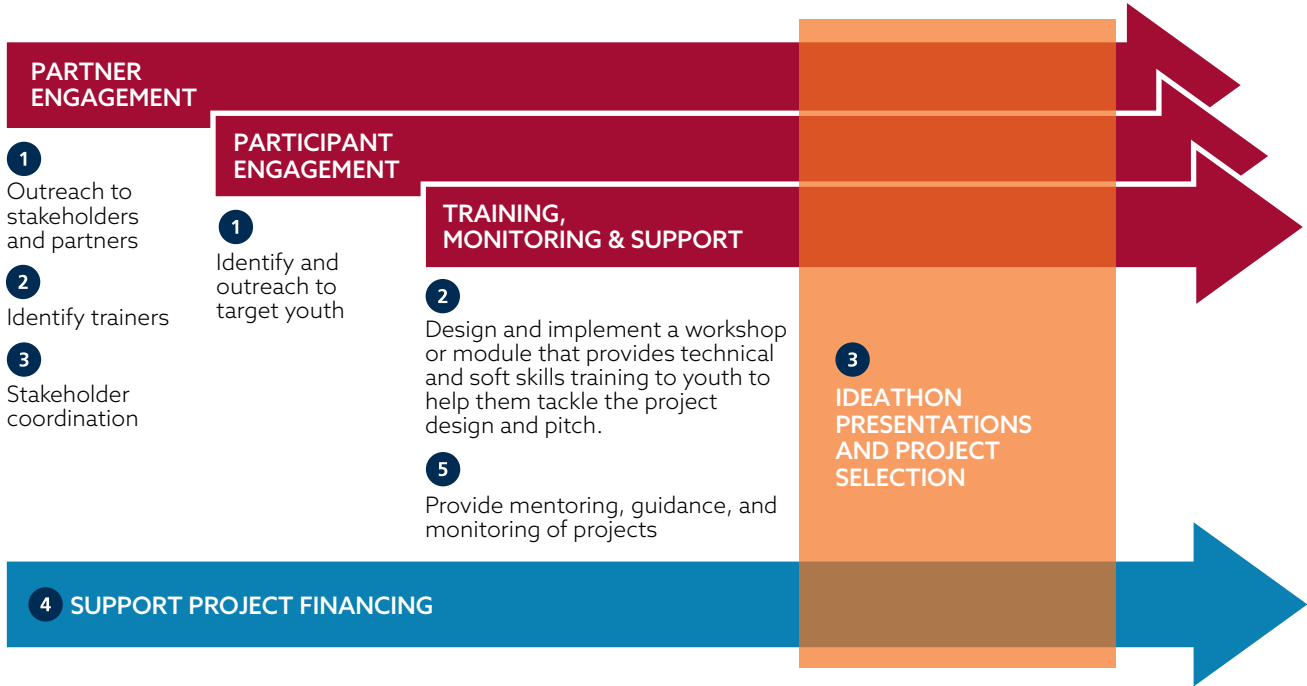 PARTNER
ENGAGEMENT
1
Outreach to
stakeholders
and partners
2
Identify trainers
3
Stakeholder
coordination
PARTICIPANT
ENGAGEMENT
1
Identify and
outreach to
target youth
TRAINING,
MONITORING & SUPPORT
2
Design and implement a workshop
or module that provides technical
and soft skills training to youth to
help them tackle the project
design and pitch.
5
Provide mentoring, guidance, and
monitoring of projects
3
IDEATHON
PRESENTATIONS
AND PROJECT
SELECTION
4 SUPPORT PROJECT FINANCING